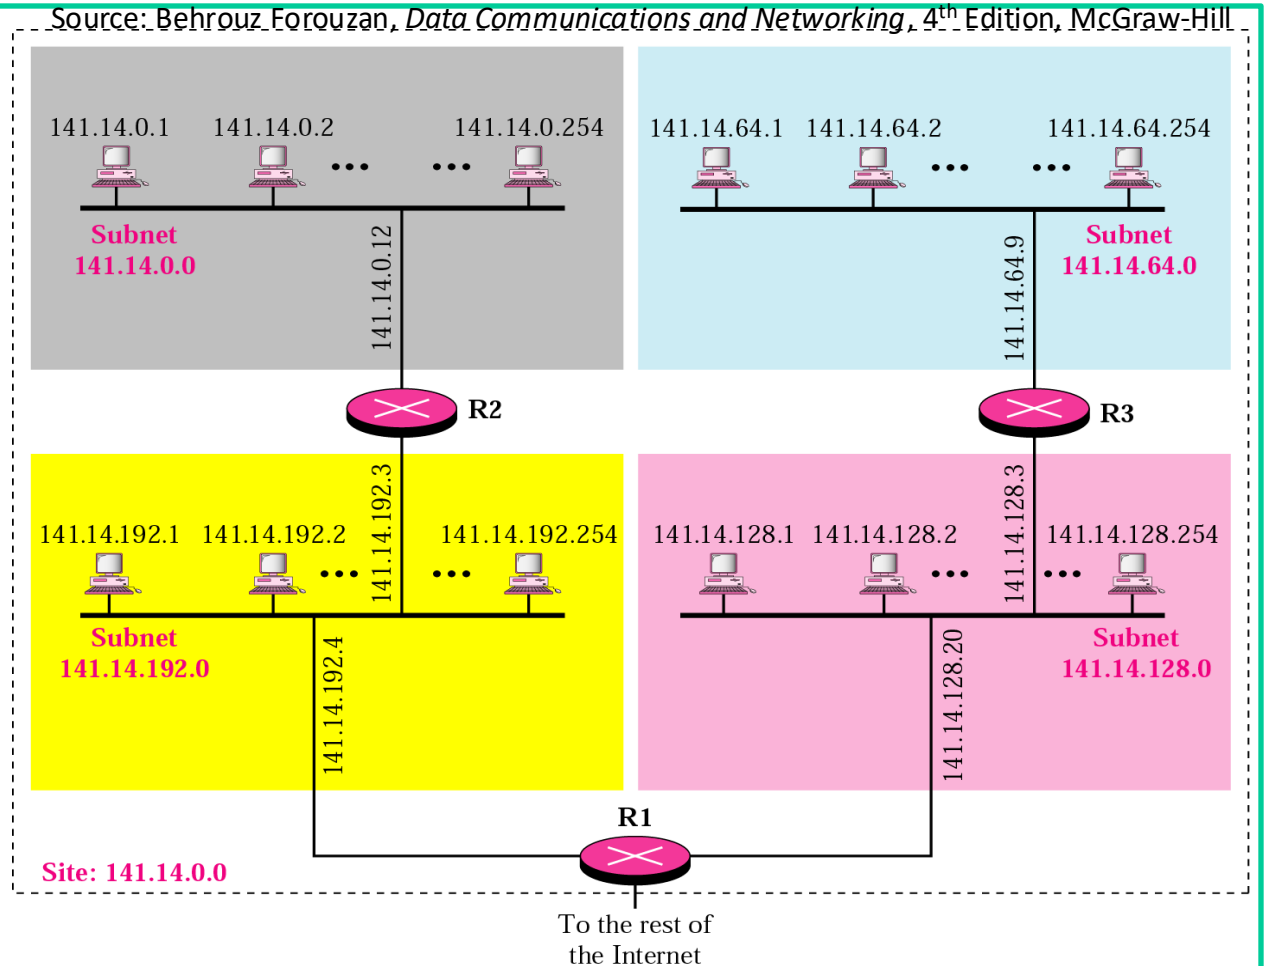 Source: Behrouz Forouzan, Data Communications and Networking, 4th Edition, McGraw-Hill
141.14.0.1
141.14.0.2
141.14.0.254
Subnet
141.14.0.0
141.14.0.12
141.14.64.1
141.14.64.2
141.14.64.254
141.14.64.9
Subnet
141.14.64.0
R2
R3
141.14.192.1
141.14.192.2
141.14.192.3
141.14.192.254
Subnet
141.14.192.0
141.14.192.4
141.14.128.1
141.14.128.2
141.14.128.3
141.14.128.254
141.14.128.20
Subnet
141.14.128.0
R1
Site: 141.14.0.0
To the rest of
the Internet